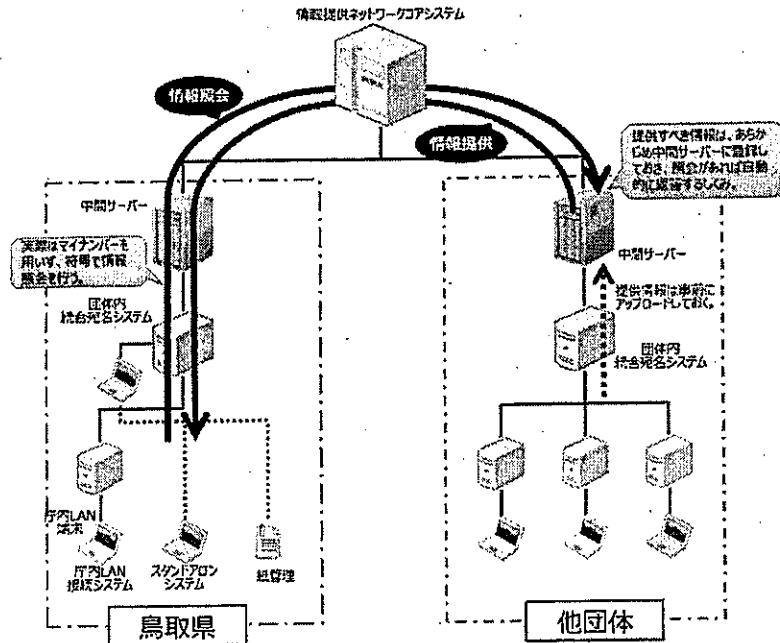 情報提供ネットワークコアシステム
情報照会
情報提供
提供すべき情報は、あらか
じめ中間サーバーに登録し
ておき、照会があれば自動
的に返答するしくみ。
中間サーバー
中間サーバー
実際はマイナンバーを
用いず、符号で情報
照会を行う。
提供情報は事前に
アップロードしておく。
団体内
統合宛名システム
団体内
統合宛名システム
庁内LAN
端末
庁内LAN
接続システム
スタンドアロン
システム
紙管理
鳥取県
他団体